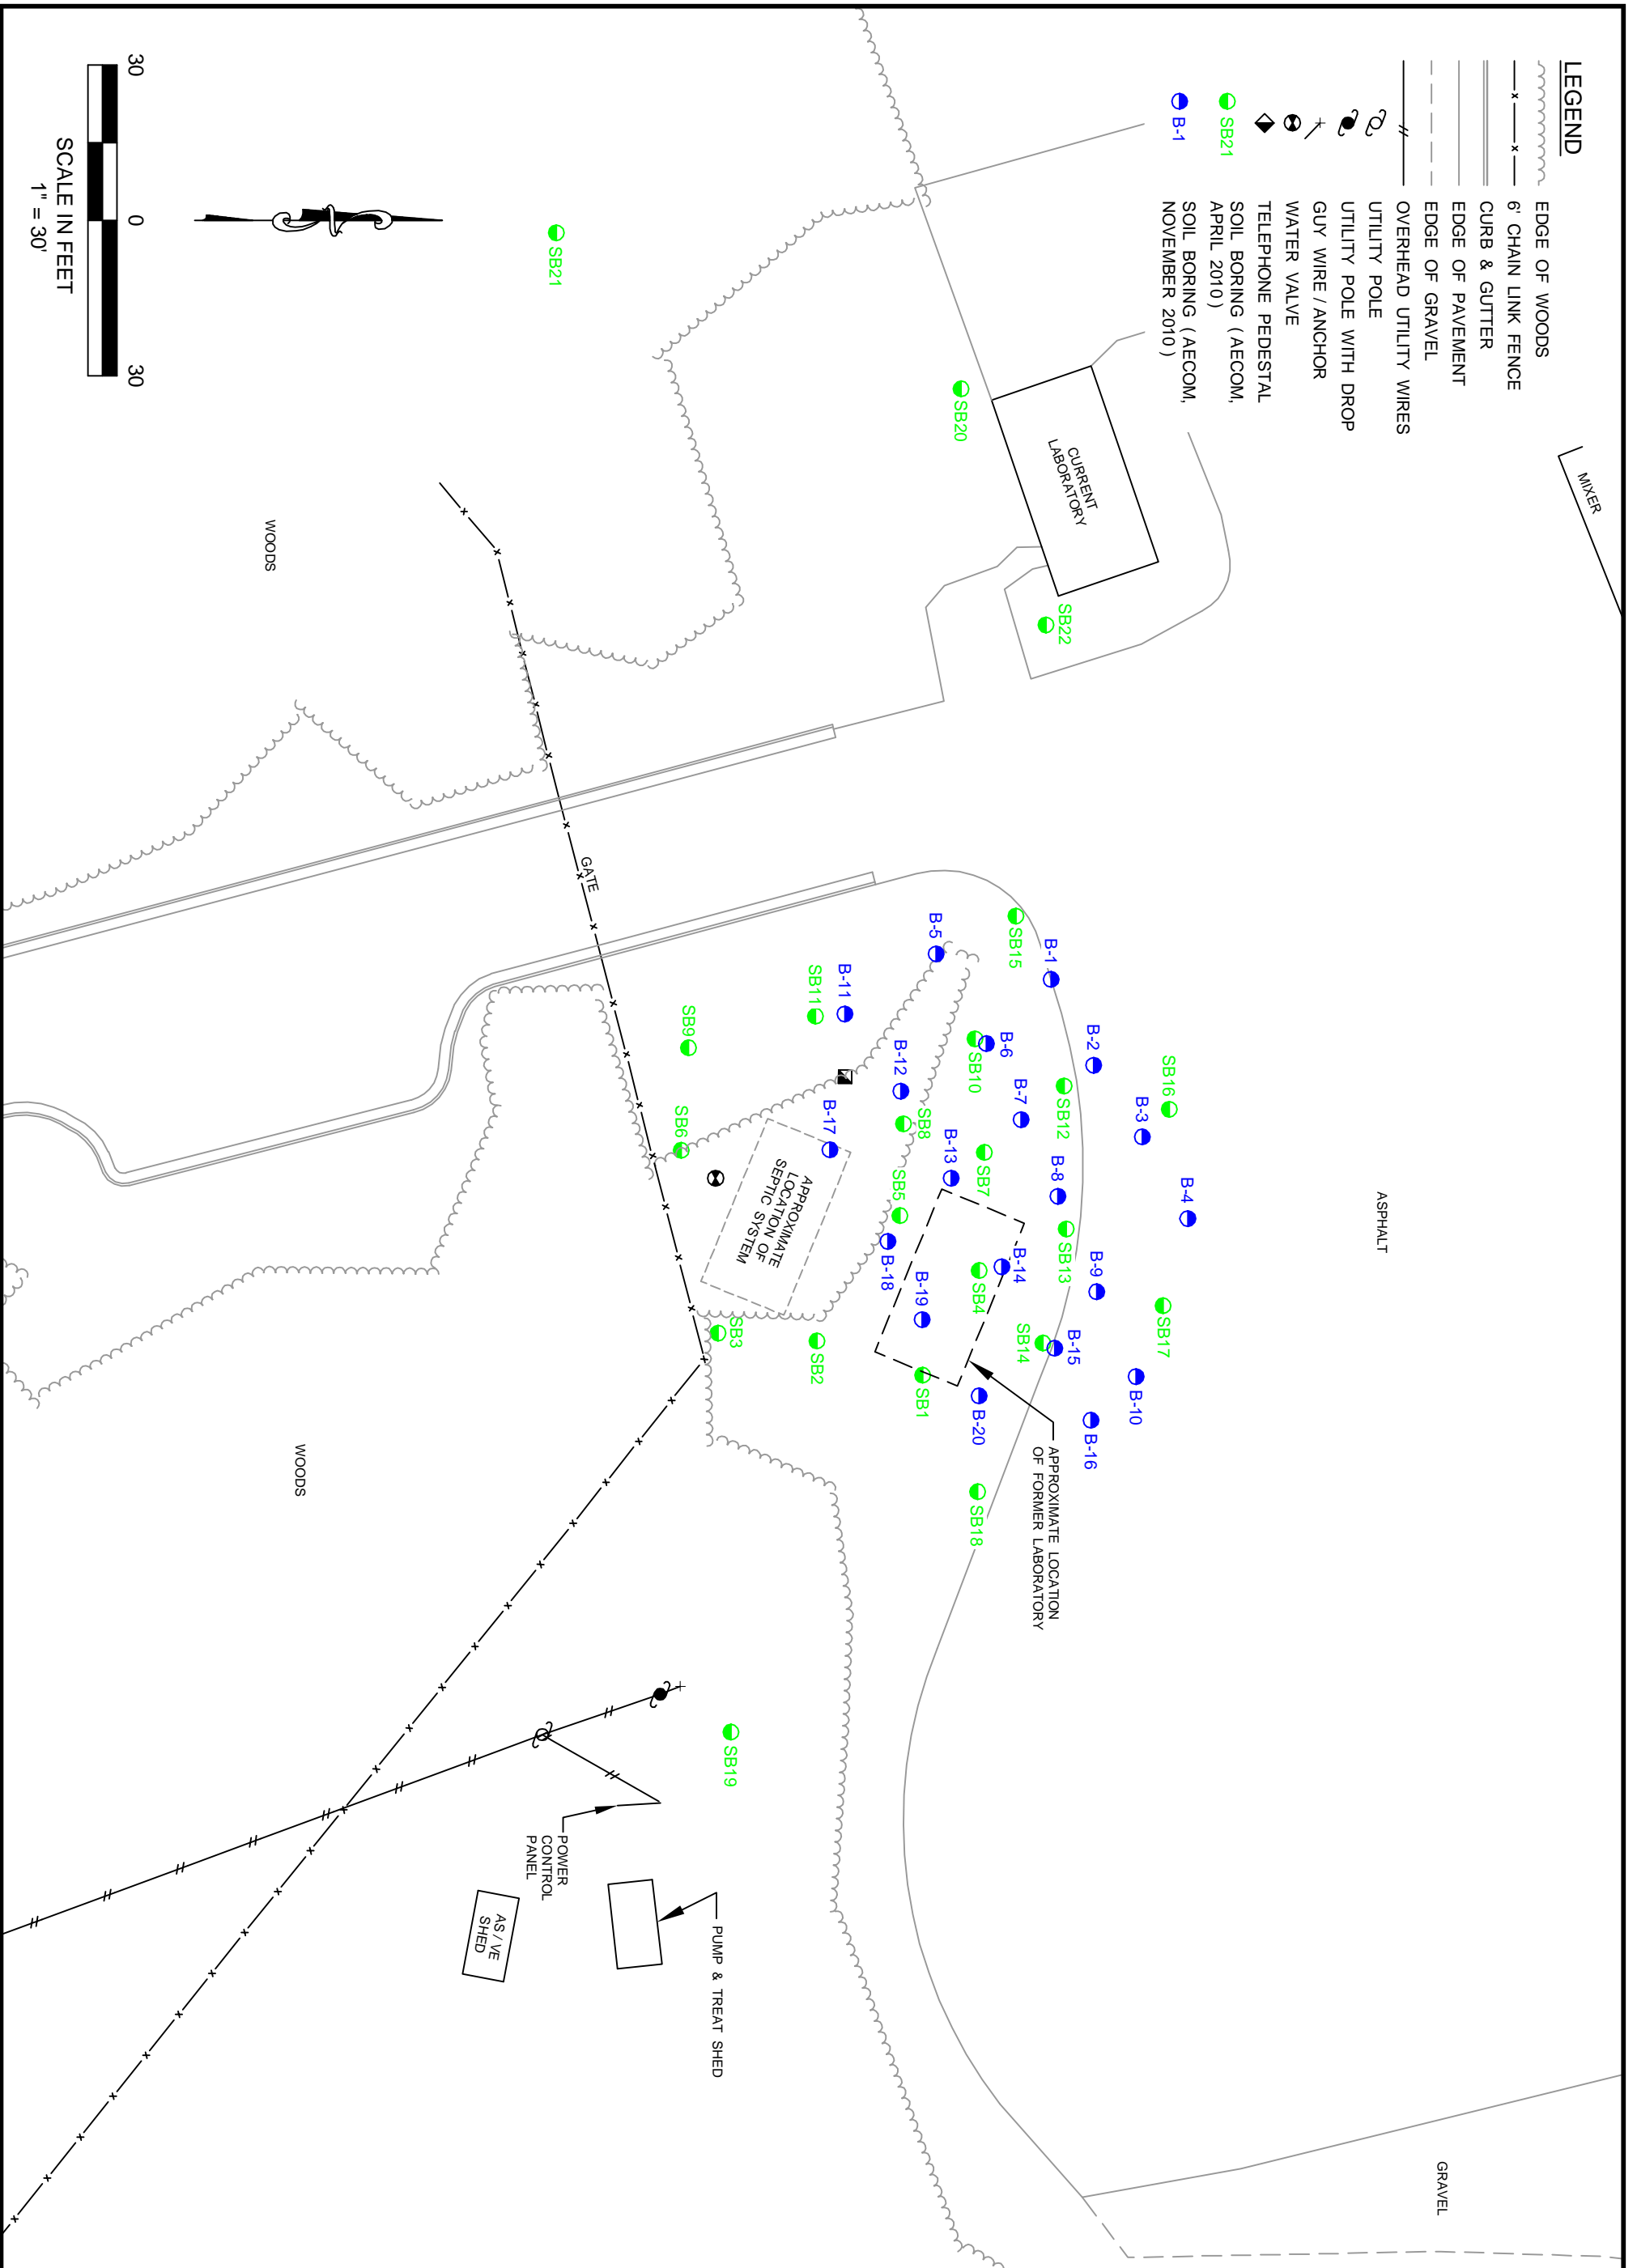 LEGEND
EDGE OF WOODS
6' CHAIN LINK FENCE
CURB & GUTTER
EDGE OF PAVEMENT
EDGE OF GRAVEL
OVERHEAD UTILITY WIRES
UTILITY POLE
UTILITY POLE WITH DROP
GUY WIRE / ANCHOR
WATER VALVE
TELEPHONE PEDESTAL
SB21
SOIL BORING ( AECOM,
APRIL 2010 )
B-1
SOIL BORING ( AECOM,
NOVEMBER 2010 )
MIXER
GRAVEL
ASPHALT
B-4
SB16
SB17
B-3
B-10
B-2
B-9
B-16
SB12
B-8
SB13
B-15
SB14
B-1
SB15
B-7
B-14
B-6
SB10
SB7
SB4
B-20
SB18
B-13
B-5
B-19
SB1
B-12
SB8
SB5
B-18
B-11
SB11
B-17
SB2
SB9
SB6
SB3
SB22
SB20
SB21
SB19
CURRENT
LABORATORY
APPROXIMATE LOCATION
OF FORMER LABORATORY
APPROXIMATE
LOCATION OF
SEPTIC SYSTEM
GATE
PUMP & TREAT SHED
POWER
CONTROL
PANEL
AS / VE
SHED
WOODS
WOODS
30
0
30
SCALE IN FEET
1" = 30'